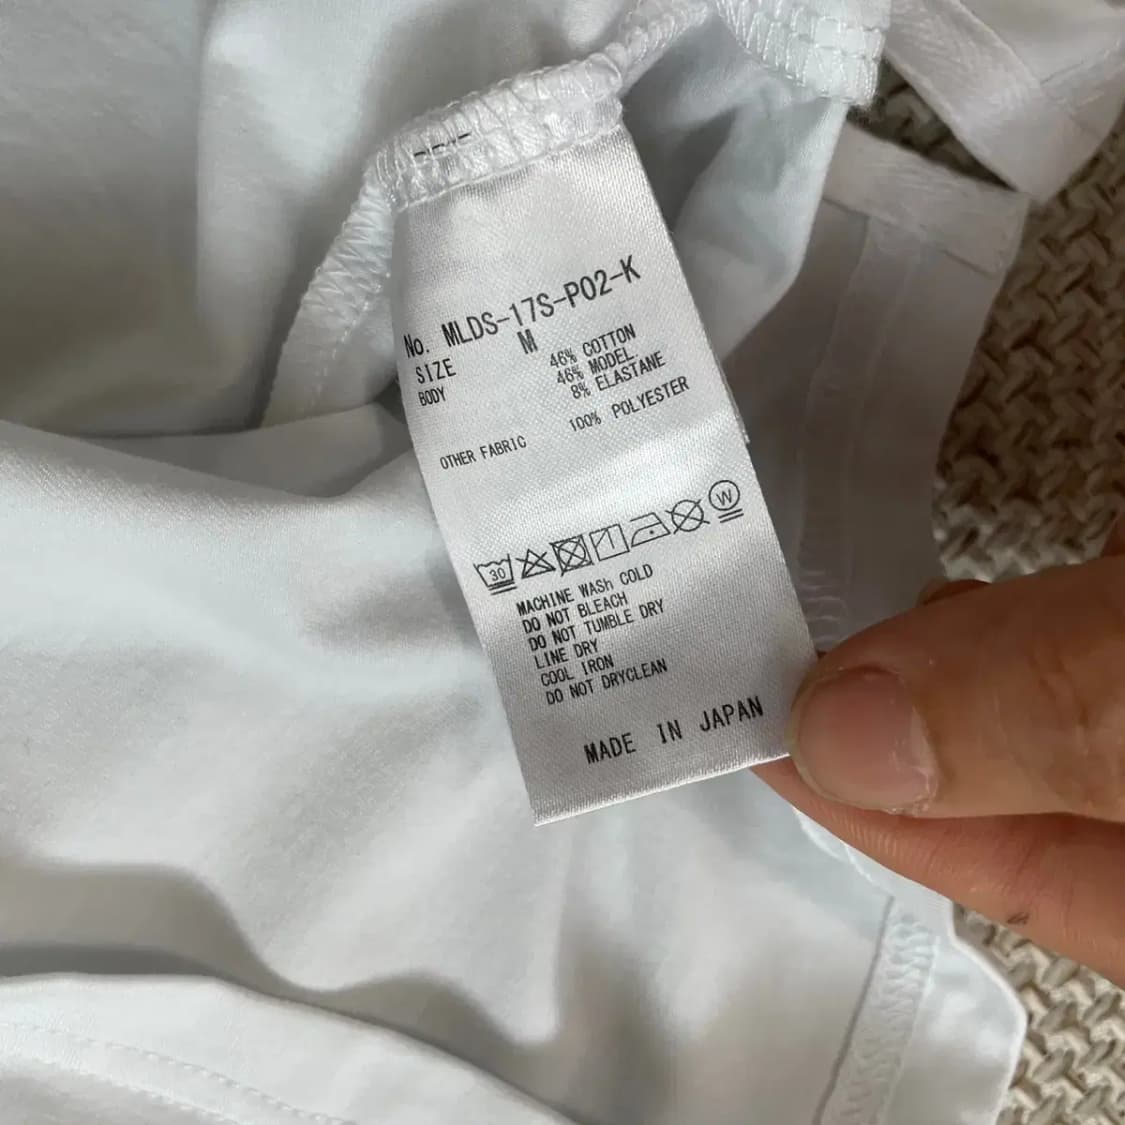 No. MLDS-17S-P02-K
SIZE M
BODY 46% COTTON
46% MODEL
8% ELASTANE
OTHER FABRIC 100% POLYESTER
30 W
MACHINE WASh COLD
DO NOT BLEACH
DO NOT TUMBLE DRY
LINE DRY
COOL IRON
DO NOT DRYCLEAN
MADE IN JAPAN